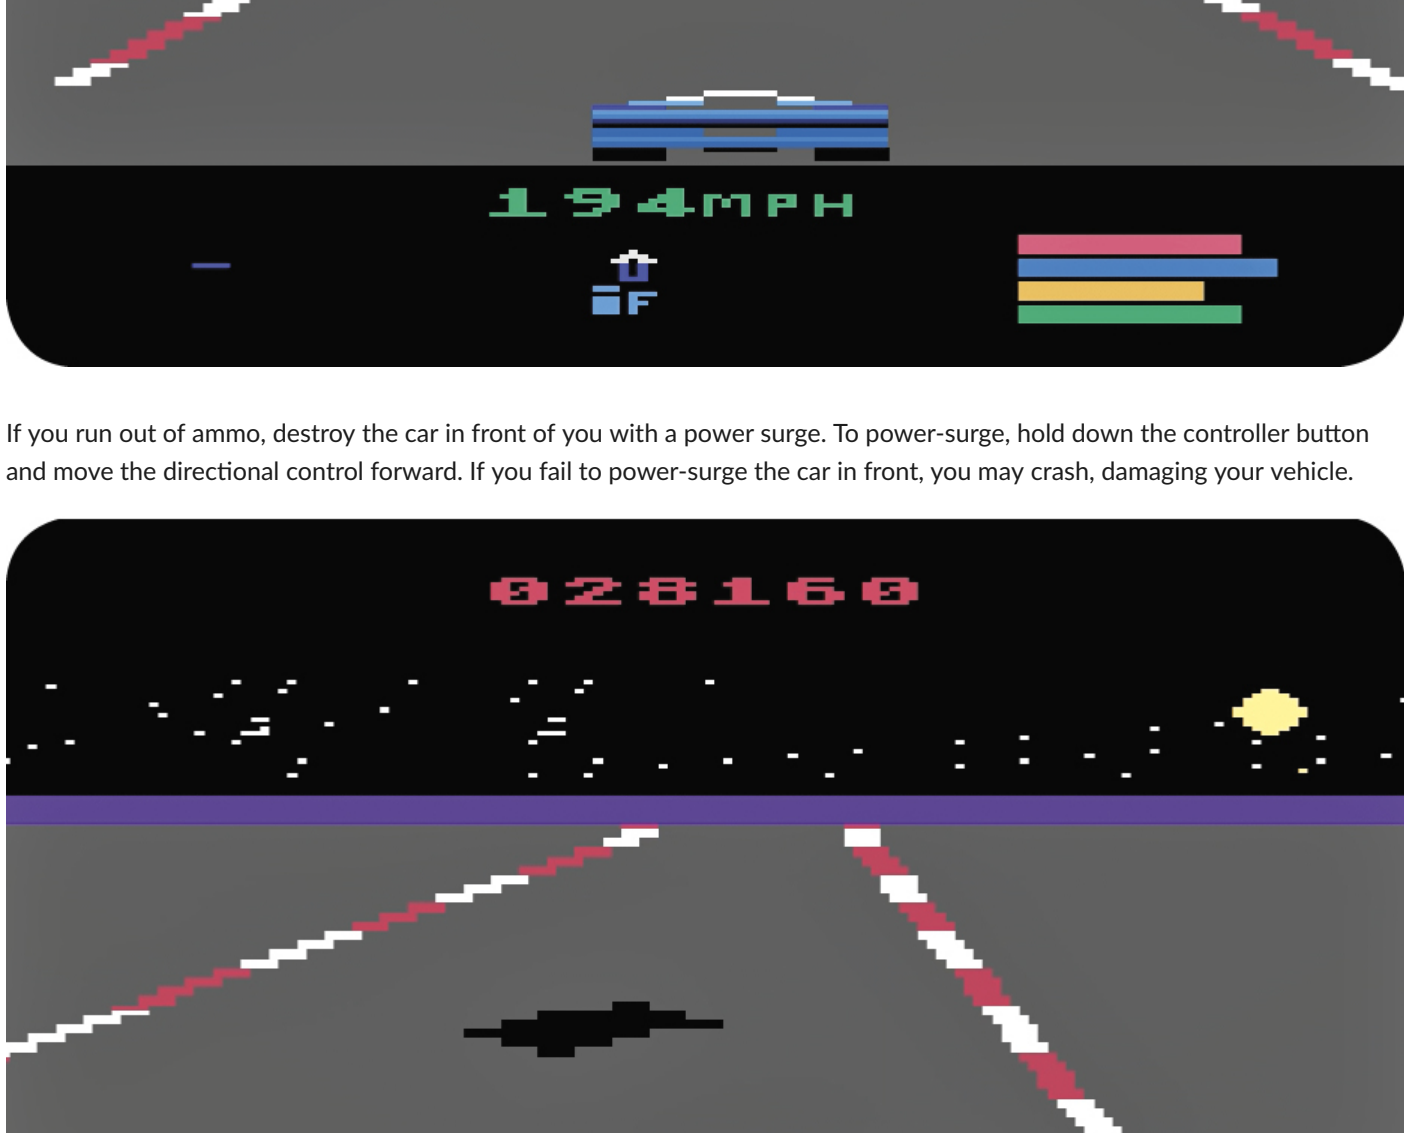 194MPH
F
If you run out of ammo, destroy the car in front of you with a power surge. To power-surge, hold down the controller button
and move the directional control forward. If you fail to power-surge the car in front, you may crash, damaging your vehicle.
028160